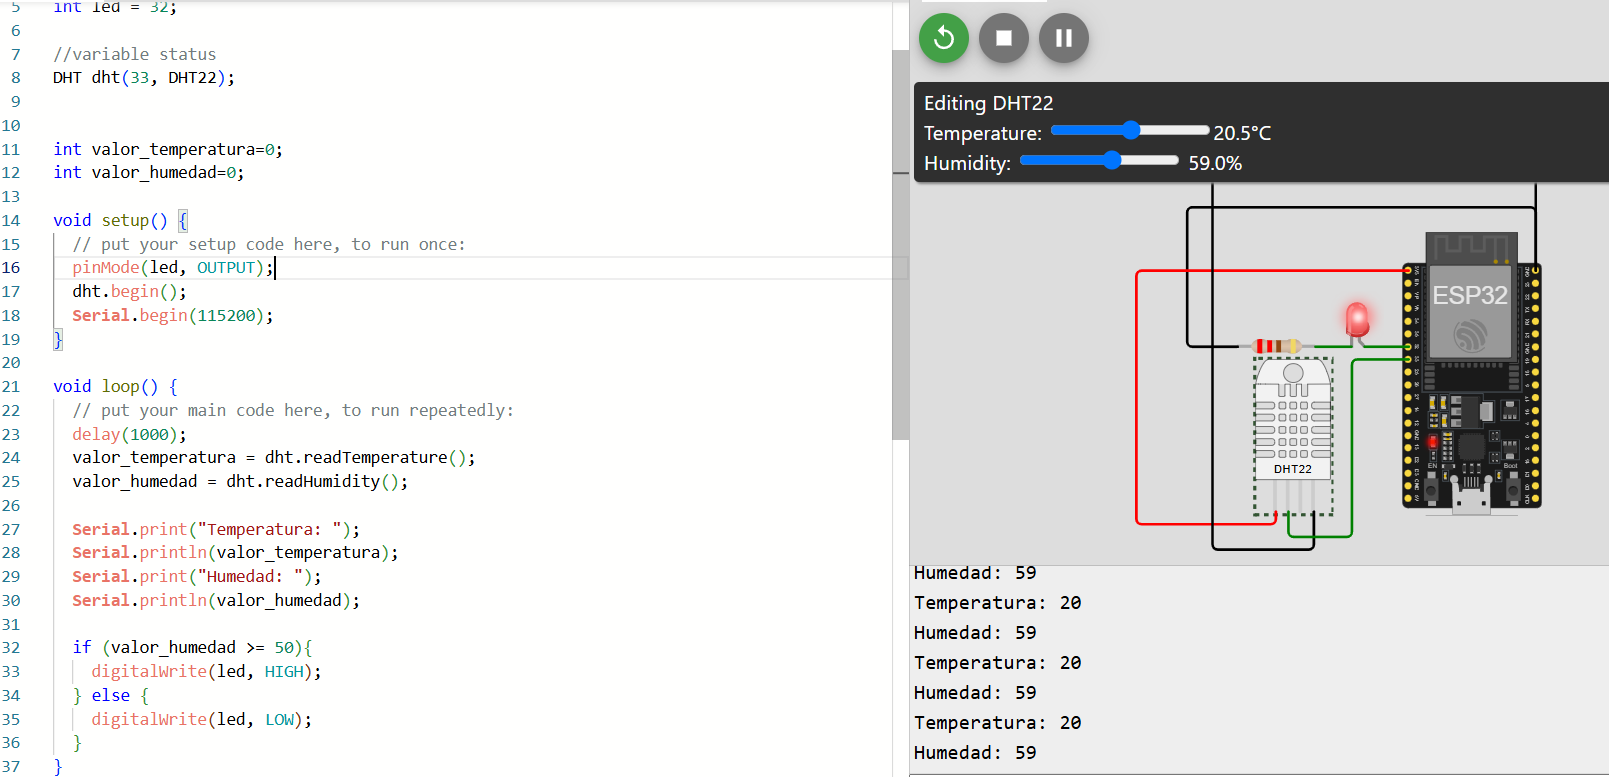 5 int led = 32;
6
7 //variable status
8 DHT dht(33, DHT22);
9
10
11 int valor_temperatura=0;
12 int valor_humedad=0;
13
14 void setup() {
15 // put your setup code here, to run once:
16 pinMode(led, OUTPUT);
17 dht.begin();
18 Serial.begin(115200);
19 }
20
21 void loop() {
22 // put your main code here, to run repeatedly:
23 delay(1000);
24 valor_temperatura = dht.readTemperature();
25 valor_humedad = dht.readHumidity();
26
27 Serial.print("Temperatura: ");
28 Serial.println(valor_temperatura);
29 Serial.print("Humedad: ");
30 Serial.println(valor_humedad);
31
32 if (valor_humedad >= 50){
33 digitalWrite(led, HIGH);
34 } else {
35 digitalWrite(led, LOW);
36 }
37 }
Editing DHT22
Temperature: 20.5°C
Humidity: 59.0%
ESP32
DHT22
EN
Boot
Humedad: 59
Temperatura: 20
Humedad: 59
Temperatura: 20
Humedad: 59
Temperatura: 20
Humedad: 59